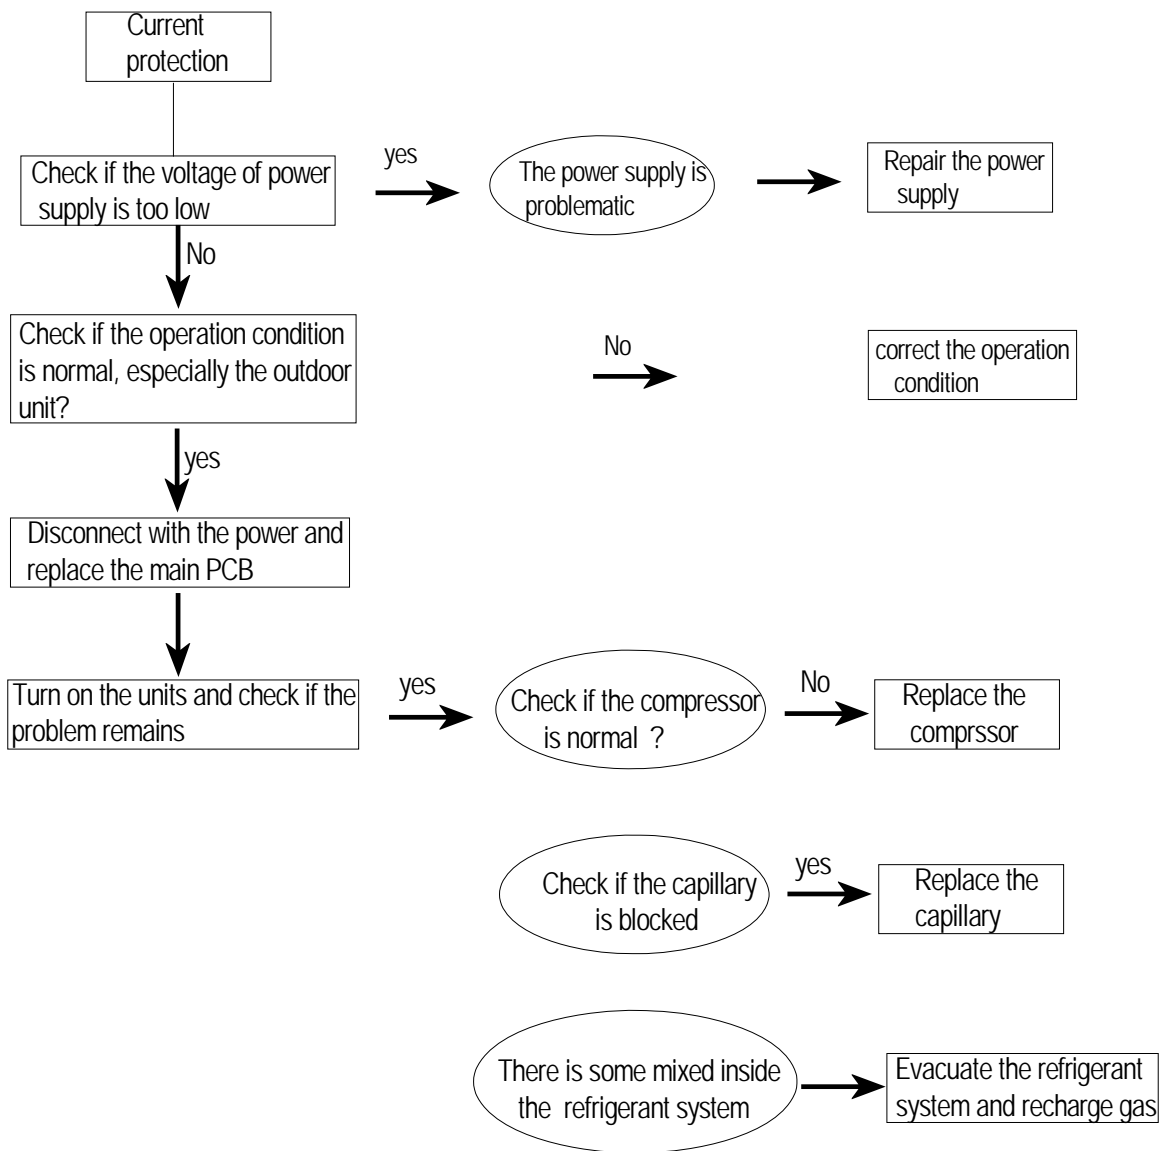 Current
protection
Check if the voltage of power
supply is too low
yes
The power supply is
problematic
Repair the power
supply
No
Check if the operation condition
is normal, especially the outdoor
unit?
No
correct the operation
condition
yes
Disconnect with the power and
replace the main PCB
Turn on the units and check if the
problem remains
yes
Check if the compressor
is normal ?
No
Replace the
comprssor
Check if the capillary
is blocked
yes
Replace the
capillary
There is some mixed inside
the refrigerant system
Evacuate the refrigerant
system and recharge gas